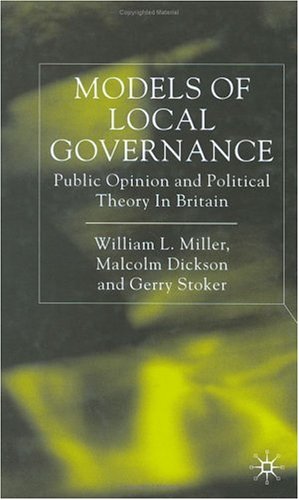 MODELS OF
LOCAL
GOVERNANCE
Public Opinion and Political
Theory In Britain
William L. Miller,
Malcolm Dickson
and Gerry Stoker